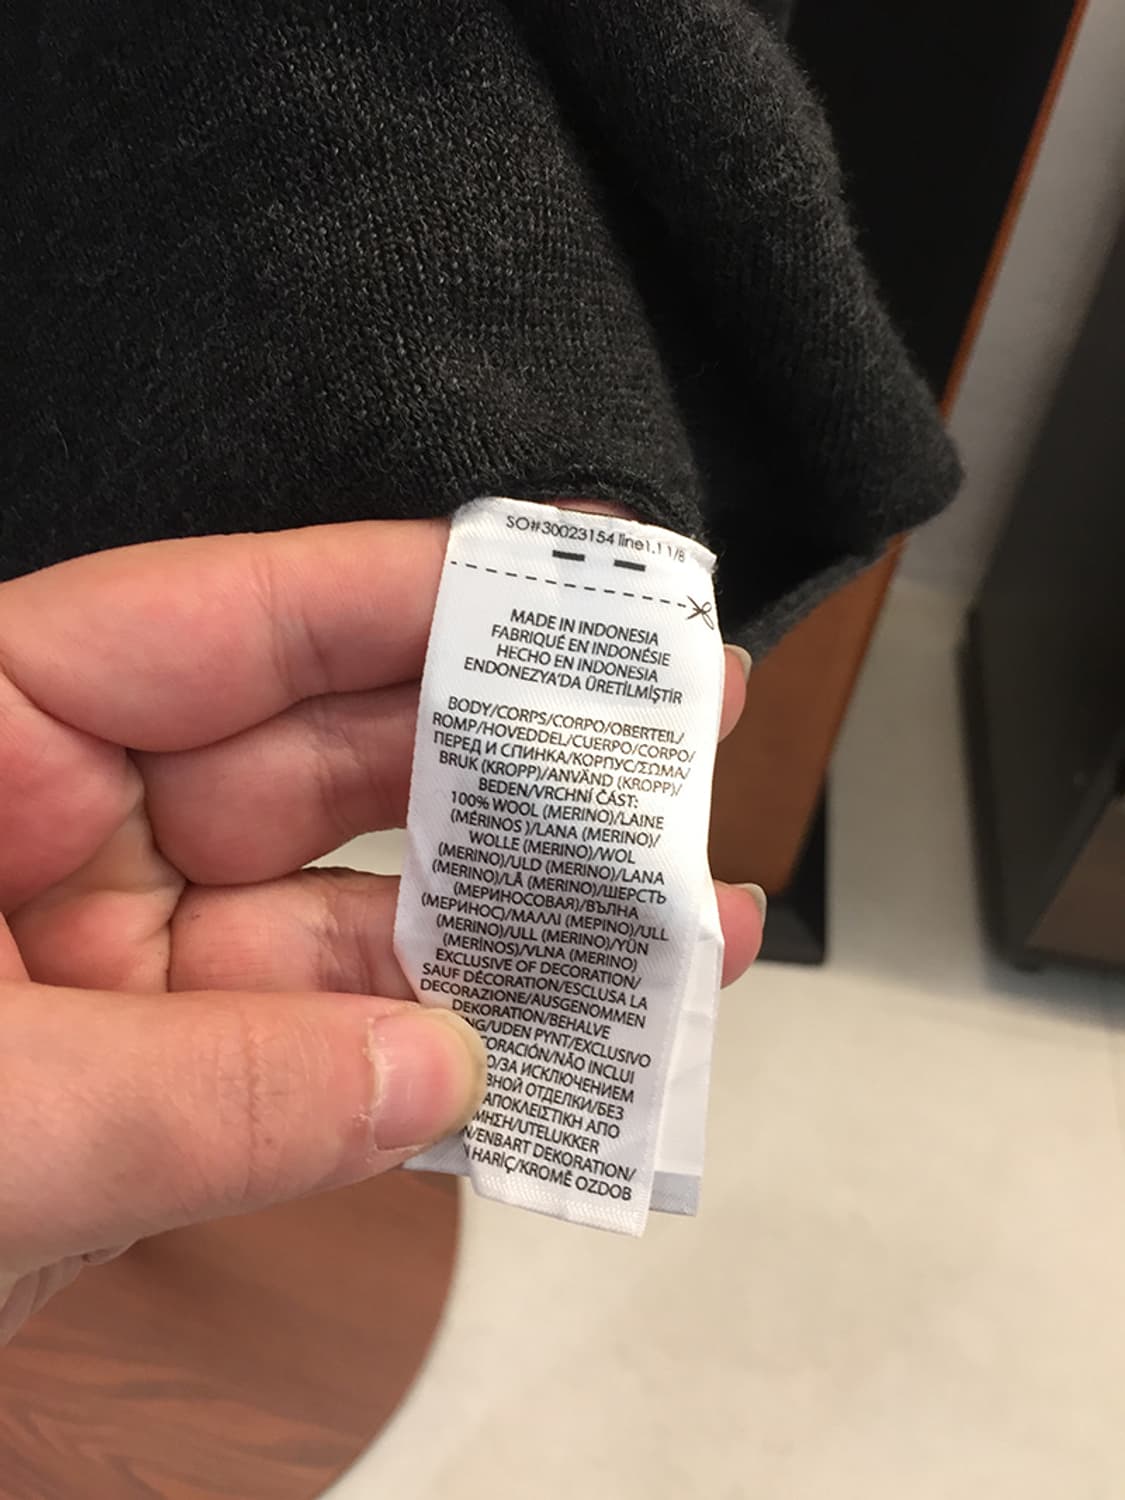 SO#30023154 line1.1 1/8
MADE IN INDONESIA
FABRIQUÉ EN INDONÉSIE
HECHO EN INDONESIA
ENDONEZYA'DA ÜRETİLMİŞTİR
BODY/CORPS/CORPO/OBERTEIL/
ROMP/HOVEDDEL/CUERPO/CORPO/
ПЕРЕД И СПИНКА/КОРПУС/ΣΩΜΑ/
BRUK (KROPP)/ANVÄND (KROPP)/
BEDEN/VRCHNÍ ČÁST:
100% WOOL (MERINO)/LAINE
(MÉRINOS )/LANA (MERINO)/
WOLLE (MERINO)/WOL
(MERINO)/ULD (MERINO)/LANA
(MERINO)/LÃ (MERINO)/ШЕРСТЬ
(МЕРИНОСОВАЯ)/ВЪЛНА
(МЕРИНОС)/ΜΑΛΛΙ (ΜΕΡΙΝΟ)/ULL
(MERINO)/ULL (MERINO)/YÜN
(MERİNOS)/VLNA (MERINO)
EXCLUSIVE OF DECORATION/
SAUF DÉCORATION/ESCLUSA LA
DECORAZIONE/AUSGENOMMEN
DEKORATION/BEHALVE
NG/UDEN PYNT/EXCLUSIVO
CORACIÓN/NÃO INCLUI
O/ЗА ИСКЛЮЧЕНИЕМ
ВНОЙ ОТДЕЛКИ/БЕЗ
ΑΠΟΚΛΕΙΣΤΙΚΗ ΑΠΟ
ΜΗΣΗ/UTELUKKER
N/ENBART DEKORATION/
N HARİÇ/KROMĚ OZDOB